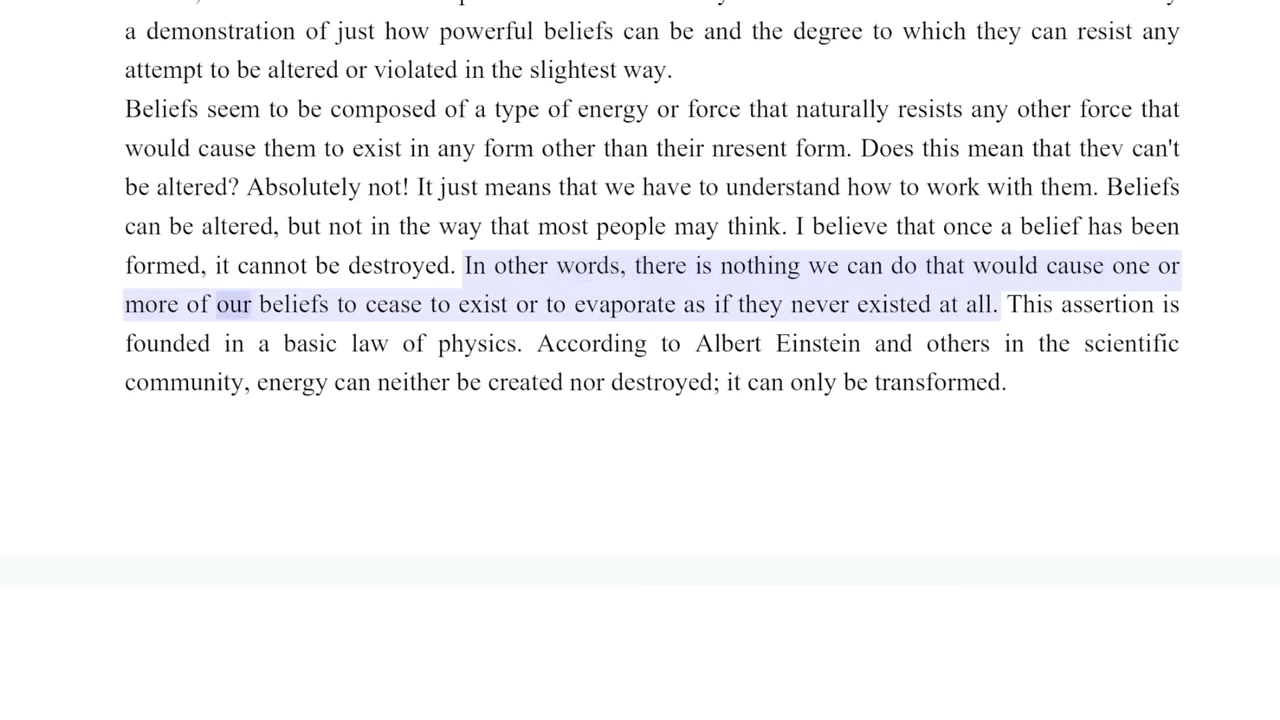 a demonstration of just how powerful beliefs can be and the degree to which they can resist any
attempt to be altered or violated in the slightest way.
Beliefs seem to be composed of a type of energy or force that naturally resists any other force that
would cause them to exist in any form other than their nresent form. Does this mean that thev can't
be altered? Absolutely not! It just means that we have to understand how to work with them. Beliefs
can be altered, but not in the way that most people may think. I believe that once a belief has been
formed, it cannot be destroyed. In other words, there is nothing we can do that would cause one or
more of our beliefs to cease to exist or to evaporate as if they never existed at all. This assertion is
founded in a basic law of physics. According to Albert Einstein and others in the scientific
community, energy can neither be created nor destroyed; it can only be transformed.